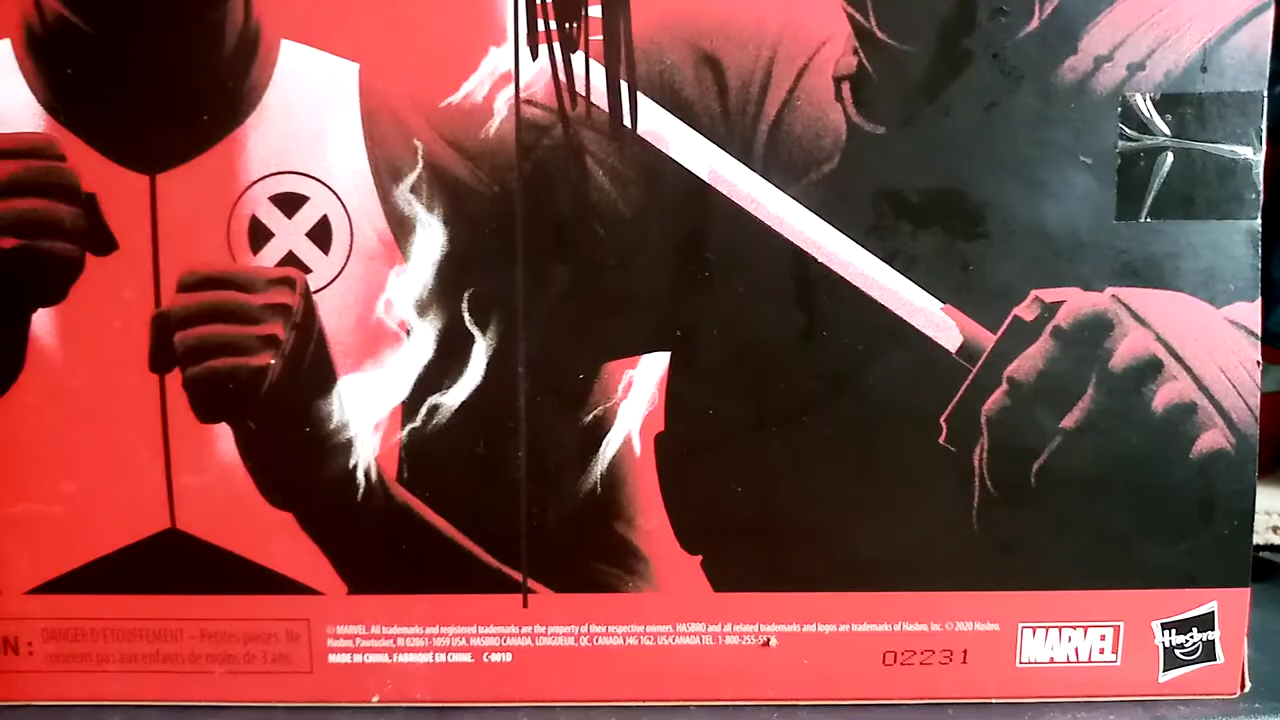 N :
DANGER D'ÉTOUFFEMENT – Petites pièces. Ne
convient pas aux enfants de moins de 3 ans.
© MARVEL. All trademarks and registered trademarks are the property of their respective owners. HASBRO and all related trademarks and logos are trademarks of Hasbro, Inc. © 2020 Hasbro.
Hasbro, Pawtucket, RI 02861-1059 USA. HASBRO CANADA, LONGUEUIL, QC, CANADA J4G 1G2. US/CANADA TEL. 1-800-255-
MADE IN CHINA. FABRIQUÉ EN CHINE. C-001D
02231
MARVEL
Hasbro